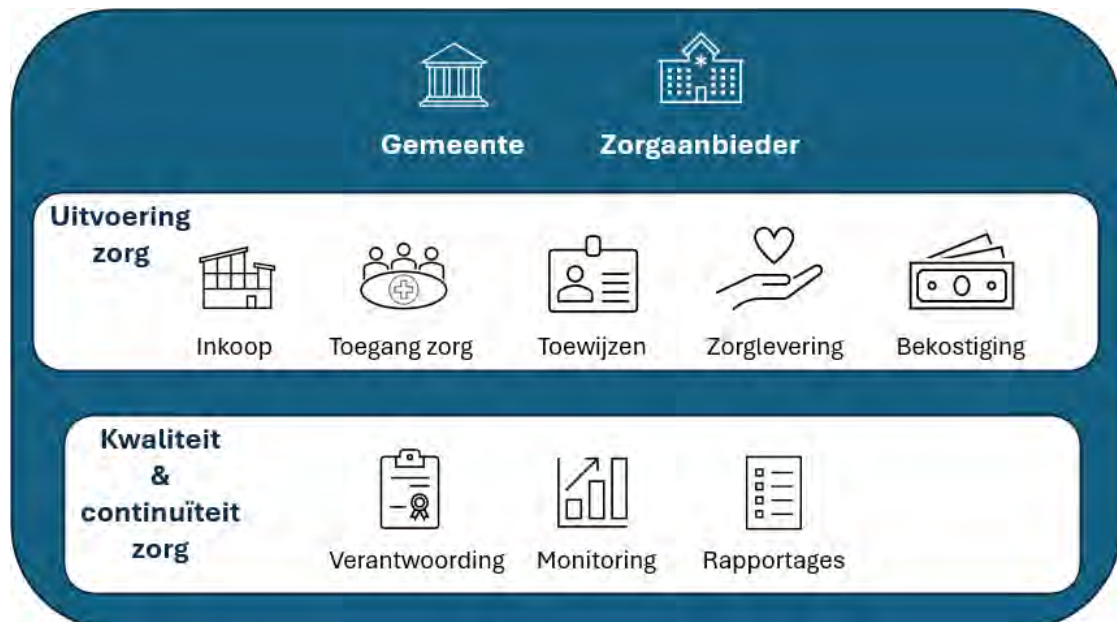 Gemeente Zorgaanbieder
Uitvoering
zorg
Inkoop Toegang zorg Toewijzen Zorglevering Bekostiging
Kwaliteit
&
continuïteit
zorg
Verantwoording Monitoring Rapportages